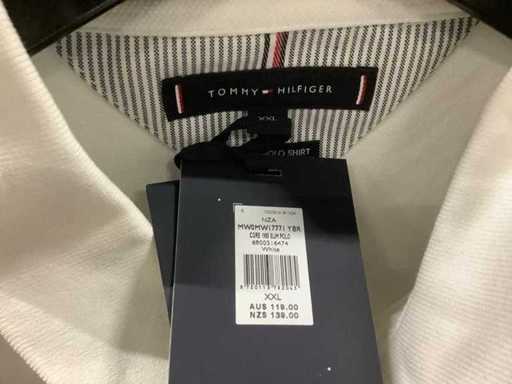 TOMMY HILFIGER
XXL
POLO SHIRT
NZA
MW0MW17771 YBR
CORE 1985 SLIM POLO
6600316474
White
XXL
AU$ 119.00
NZ$ 139.00